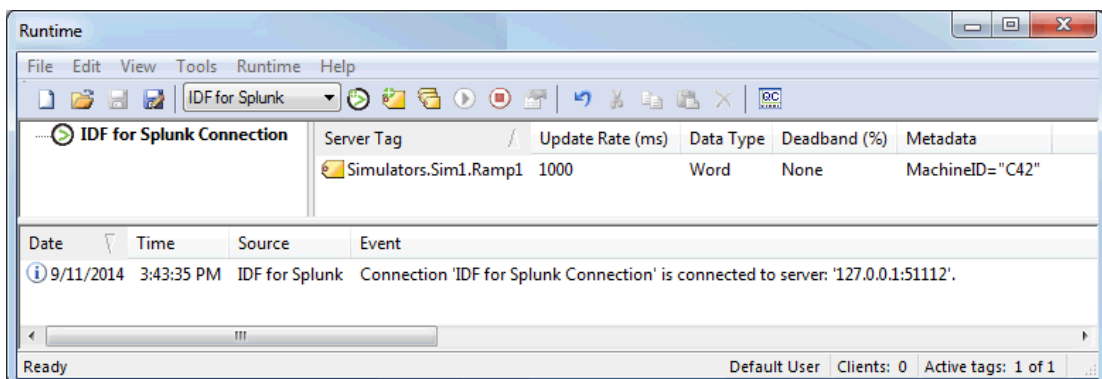 Runtime
File Edit View Tools Runtime Help
IDF for Splunk
QC
IDF for Splunk Connection
Server Tag Update Rate (ms) Data Type Deadband (%) Metadata
Simulators.Sim1.Ramp1 1000 Word None MachineID="C42"
Date Time Source Event
9/11/2014 3:43:35 PM IDF for Splunk Connection 'IDF for Splunk Connection' is connected to server: '127.0.0.1:51112'.
Ready Default User Clients: 0 Active tags: 1 of 1